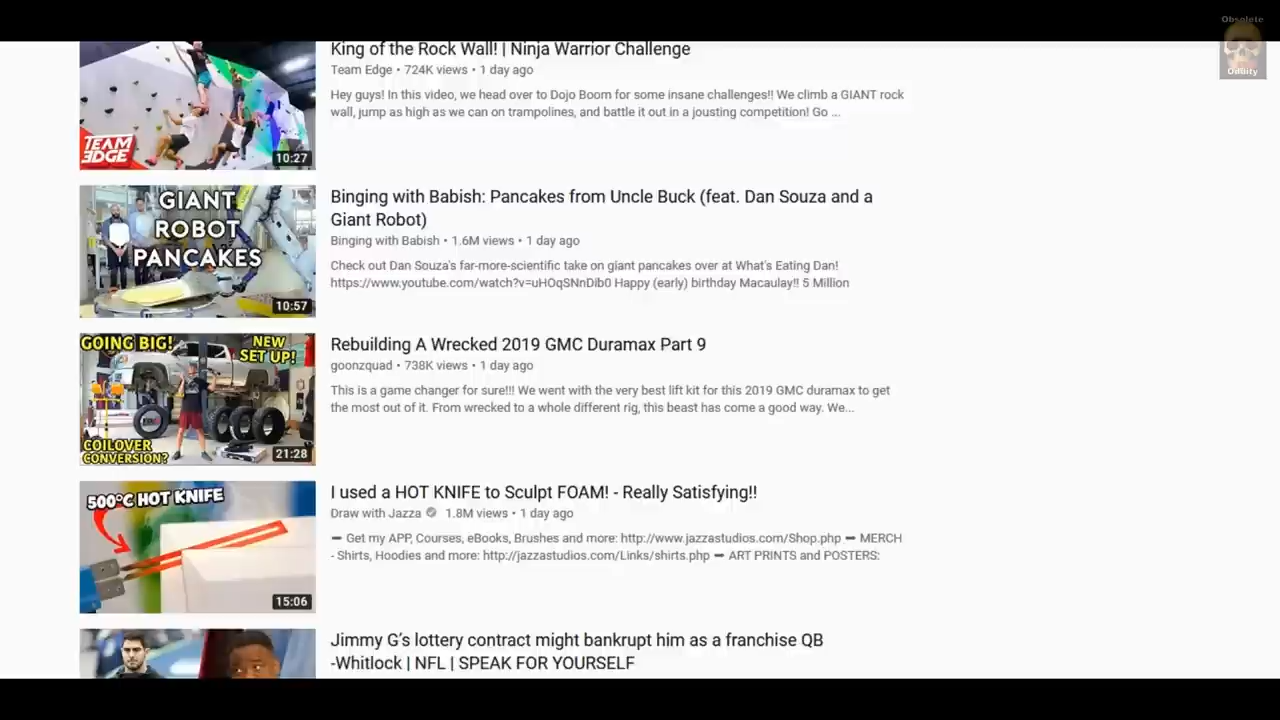 Obsolete
Oddity
King of the Rock Wall! | Ninja Warrior Challenge
Team Edge • 724K views • 1 day ago
Hey guys! In this video, we head over to Dojo Boom for some insane challenges!! We climb a GIANT rock
wall, jump as high as we can on trampolines, and battle it out in a jousting competition! Go ...
TEAM
EDGE
10:27
GIANT
ROBOT
PANCAKES
10:57
Binging with Babish: Pancakes from Uncle Buck (feat. Dan Souza and a
Giant Robot)
Binging with Babish • 1.6M views • 1 day ago
Check out Dan Souza's far-more-scientific take on giant pancakes over at What's Eating Dan!
https://www.youtube.com/watch?v=uHOqSNnDib0 Happy (early) birthday Macaulay!! 5 Million
GOING BIG!
NEW
SET UP!
COILOVER
CONVERSION?
21:28
Rebuilding A Wrecked 2019 GMC Duramax Part 9
goonzquad • 738K views • 1 day ago
This is a game changer for sure!!! We went with the very best lift kit for this 2019 GMC duramax to get
the most out of it. From wrecked to a whole different rig, this beast has come a good way. We...
500°C HOT KNIFE
15:06
I used a HOT KNIFE to Sculpt FOAM! - Really Satisfying!!
Draw with Jazza 1.8M views • 1 day ago
➖ Get my APP, Courses, eBooks, Brushes and more: http://www.jazzastudios.com/Shop.php ➖ MERCH
- Shirts, Hoodies and more: http://jazzastudios.com/Links/shirts.php ➖ ART PRINTS and POSTERS:
Jimmy G's lottery contract might bankrupt him as a franchise QB
-Whitlock | NFL | SPEAK FOR YOURSELF